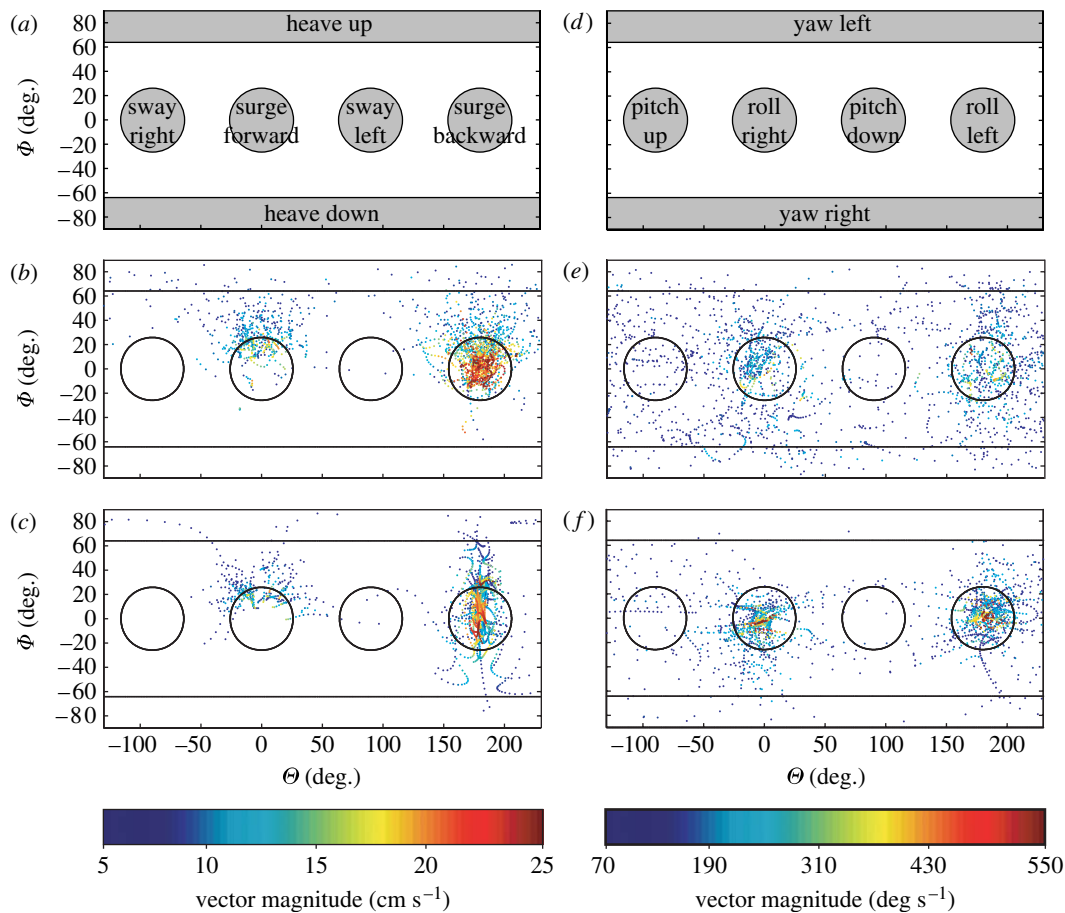 (a)
heave up
80
60
40
20
0
−20
−40
−60
−80
Φ (deg.)
sway right
surge forward
sway left
surge backward
heave down
(d)
yaw left
pitch up
roll right
pitch down
roll left
yaw right
(b)
80
60
40
20
0
−20
−40
−60
−80
Φ (deg.)
(e)
(c)
80
60
40
20
0
−20
−40
−60
−80
Φ (deg.)
−100 −50 0 50 100 150 200
Θ (deg.)
(f)
−100 −50 0 50 100 150 200
Θ (deg.)
5 10 15 20 25
vector magnitude (cm s−1)
70 190 310 430 550
vector magnitude (deg s−1)